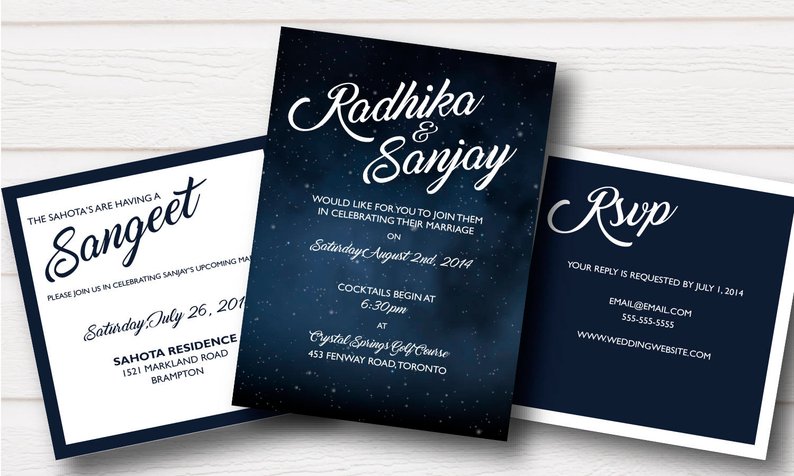 THE SAHOTA'S ARE HAVING A
Sangeet
PLEASE JOIN US IN CELEBRATING SANJAY'S UPCOMING
Saturday, July 26,
SAHOTA RESIDENCE
1521 MARKLAND ROAD
BRAMPTON
Radhika
&
Sanjay
WOULD LIKE FOR YOU TO JOIN THEM
IN CELEBRATING THEIR MARRIAGE
ON
Saturday August 2nd, 2014
COCKTAILS BEGIN AT
6:30pm
AT
Crystal Springs Golf Course
453 FENWAY ROAD, TORONTO
Rsvp
YOUR REPLY IS REQUESTED BY JULY 1, 2014
EMAIL@EMAIL.COM
555-555-5555
WWW.WEDDINGWEBSITE.COM